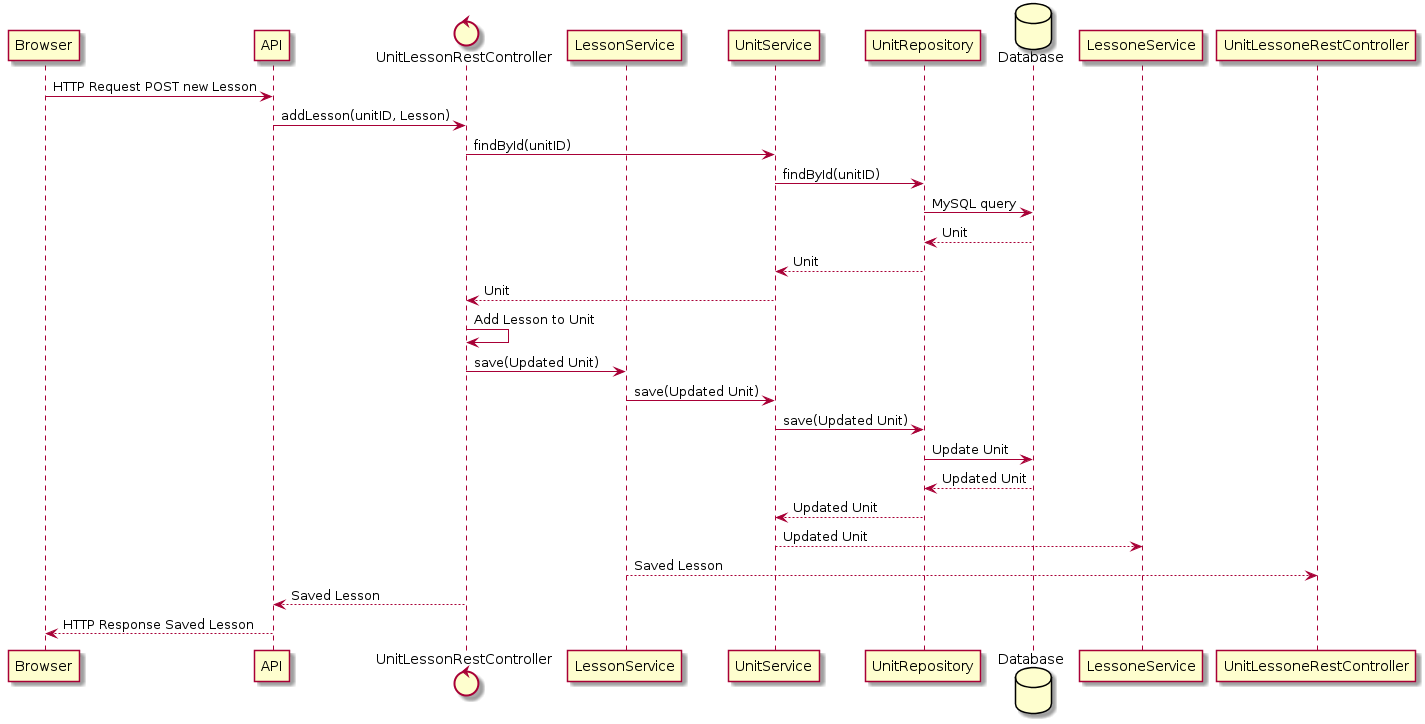 Browser
API
UnitLessonRestController
LessonService
UnitService
UnitRepository
Database
LessoneService
UnitLessoneRestController
HTTP Request POST new Lesson
addLesson(unitID, Lesson)
findById(unitID)
findById(unitID)
MySQL query
Unit
Unit
Unit
Add Lesson to Unit
save(Updated Unit)
save(Updated Unit)
save(Updated Unit)
Update Unit
Updated Unit
Updated Unit
Updated Unit
Saved Lesson
Saved Lesson
HTTP Response Saved Lesson
Browser
API
UnitLessonRestController
LessonService
UnitService
UnitRepository
Database
LessoneService
UnitLessoneRestController